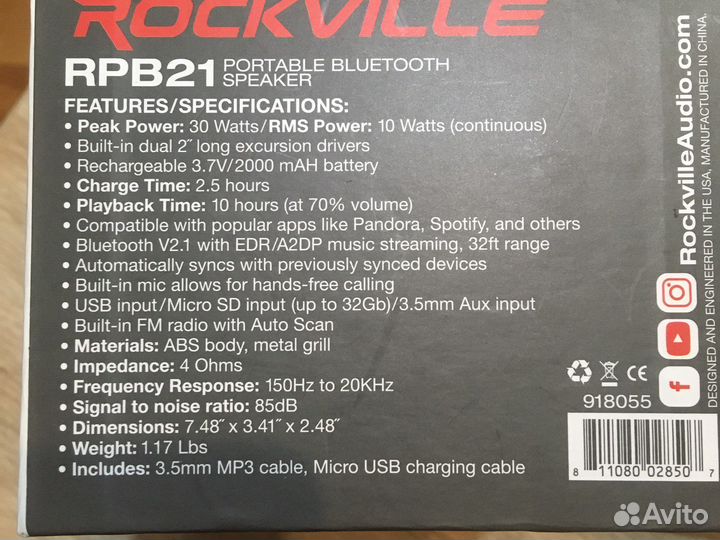 ROCKVILLE
RPB21 PORTABLE BLUETOOTH
SPEAKER
FEATURES/SPECIFICATIONS:
• Peak Power: 30 Watts/RMS Power: 10 Watts (continuous)
• Built-in dual 2˝ long excursion drivers
• Rechargeable 3.7V/2000 mAH battery
• Charge Time: 2.5 hours
• Playback Time: 10 hours (at 70% volume)
• Compatible with popular apps like Pandora, Spotify, and others
• Bluetooth V2.1 with EDR/A2DP music streaming, 32ft range
• Automatically syncs with previously synced devices
• Built-in mic allows for hands-free calling
• USB input/Micro SD input (up to 32Gb)/3.5mm Aux input
• Built-in FM radio with Auto Scan
• Materials: ABS body, metal grill
• Impedance: 4 Ohms
• Frequency Response: 150Hz to 20KHz
• Signal to noise ratio: 85dB
• Dimensions: 7.48˝ x 3.41˝ x 2.48˝
• Weight: 1.17 Lbs
• Includes: 3.5mm MP3 cable, Micro USB charging cable
RockvilleAudio.com
DESIGNED AND ENGINEERED IN THE USA, MANUFACTURED IN CHINA.
CE
918055
8 11080 02850 7
Avito